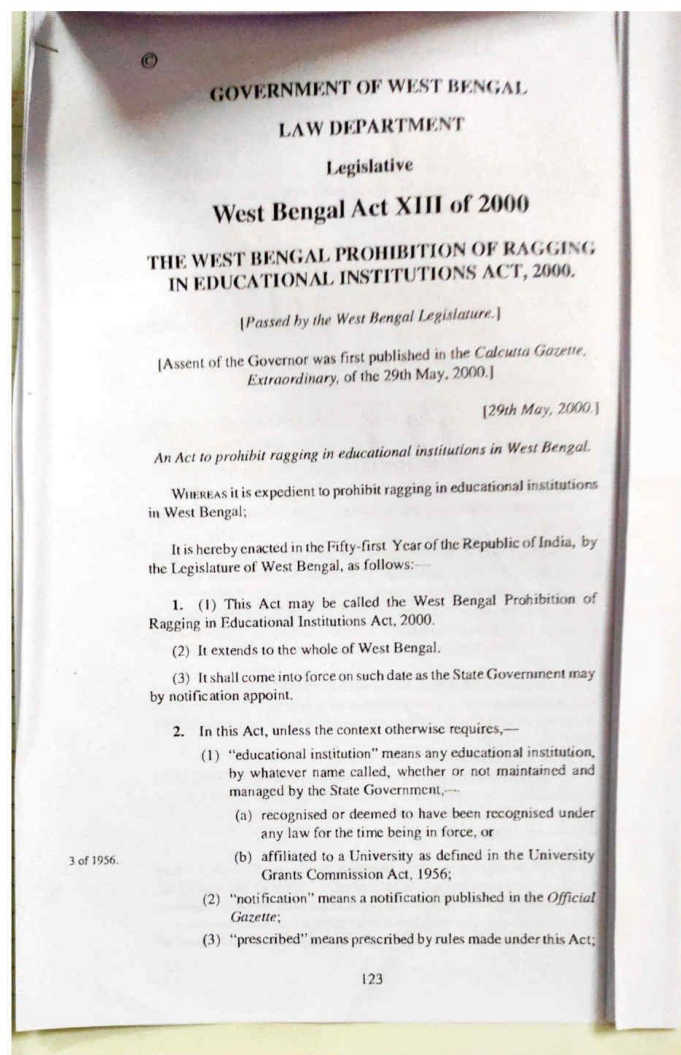 ©
GOVERNMENT OF WEST BENGAL
LAW DEPARTMENT
Legislative
West Bengal Act XIII of 2000
THE WEST BENGAL PROHIBITION OF RAGGING
IN EDUCATIONAL INSTITUTIONS ACT, 2000.
[Passed by the West Bengal Legislature.]
[Assent of the Governor was first published in the Calcutta Gazette,
Extraordinary, of the 29th May, 2000.]
[29th May, 2000.]
An Act to prohibit ragging in educational institutions in West Bengal.
WHEREAS it is expedient to prohibit ragging in educational institutions
in West Bengal;
It is hereby enacted in the Fifty-first Year of the Republic of India, by
the Legislature of West Bengal, as follows:—
1. (1) This Act may be called the West Bengal Prohibition of
Ragging in Educational Institutions Act, 2000.
(2) It extends to the whole of West Bengal.
(3) It shall come into force on such date as the State Government may
by notification appoint.
2. In this Act, unless the context otherwise requires,—
(1) “educational institution” means any educational institution,
by whatever name called, whether or not maintained and
managed by the State Government,—
(a) recognised or deemed to have been recognised under
any law for the time being in force, or
3 of 1956. (b) affiliated to a University as defined in the University
Grants Commission Act, 1956;
(2) “notification” means a notification published in the Official
Gazette;
(3) “prescribed” means prescribed by rules made under this Act;
123